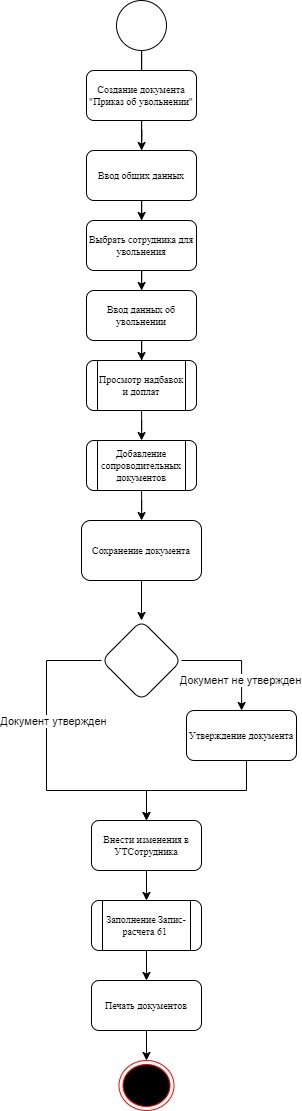 Создание документа
"Приказ об увольнении"
Ввод общих данных
Выбрать сотрудника для
увольнения
Ввод данных об
увольнении
Просмотр надбавок
и доплат
Добавление
сопроводительных
документов
Сохранение документа
Документ не утвержден
Документ утвержден
Утверждение документа
Внести изменения в
УТСотрудника
Заполнение Запис-
расчета 61
Печать документов